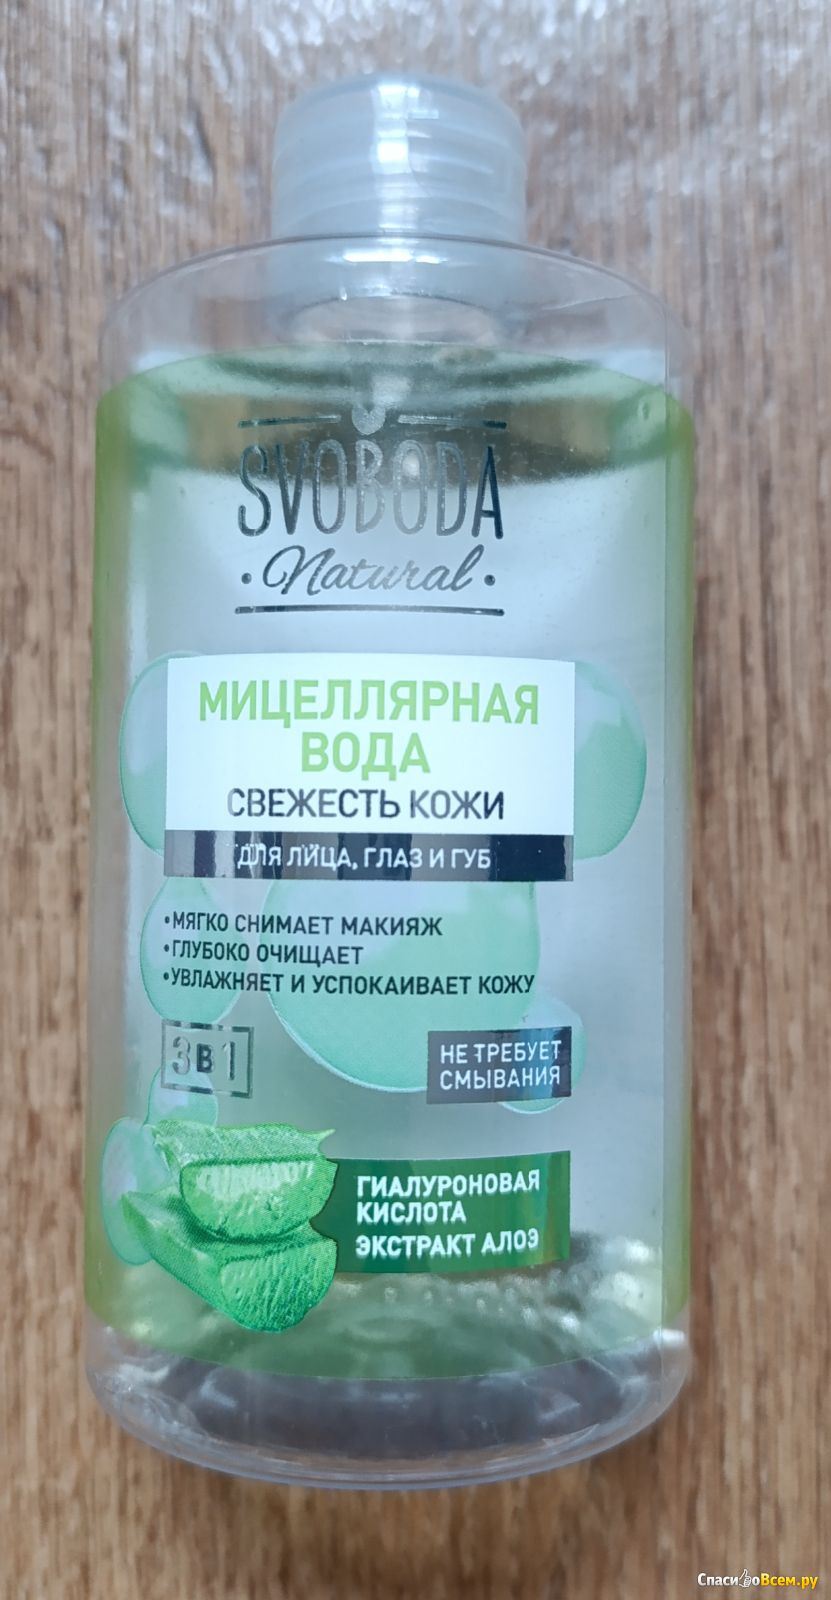 SVOBODA
Natural
МИЦЕЛЛЯРНАЯ
ВОДА
СВЕЖЕСТЬ КОЖИ
ДЛЯ ЛИЦА, ГЛАЗ И ГУБ
•МЯГКО СНИМАЕТ МАКИЯЖ
•ГЛУБОКО ОЧИЩАЕТ
•УВЛАЖНЯЕТ И УСПОКАИВАЕТ КОЖУ
3в1
НЕ ТРЕБУЕТ
СМЫВАНИЯ
ГИАЛУРОНОВАЯ
КИСЛОТА
ЭКСТРАКТ АЛОЭ
СпасибоВсем.ру